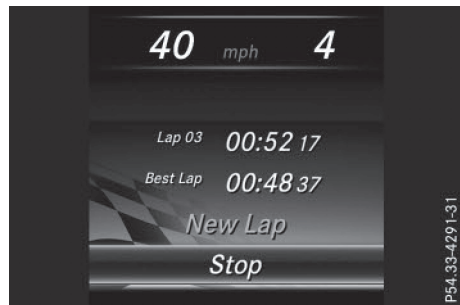 40 mph 4
Lap 03 00:52 17
Best Lap 00:48 37
New Lap
Stop
P54.33-4291-31